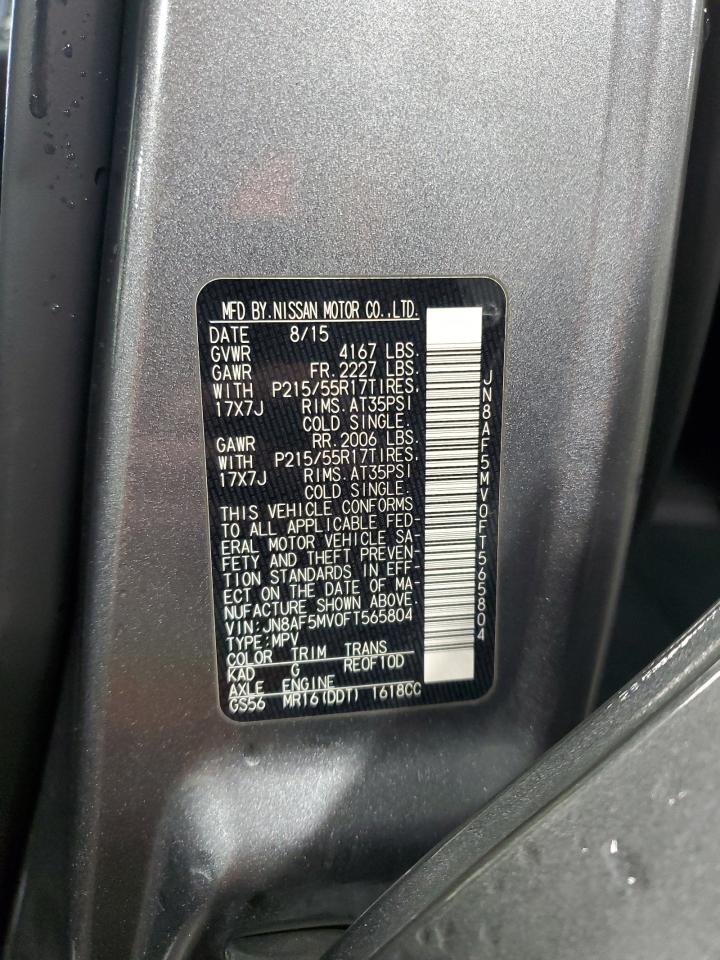 MFD BY.NISSAN MOTOR CO.,LTD.
DATE 8/15
GVWR 4167 LBS.
GAWR FR. 2227 LBS.
WITH P215/55R17TIRES.
17X7J RIMS. AT35PSI
COLD SINGLE.
GAWR RR. 2006 LBS.
WITH P215/55R17TIRES.
17X7J RIMS. AT35PSI
COLD SINGLE.
THIS VEHICLE CONFORMS
TO ALL APPLICABLE FED-
ERAL MOTOR VEHICLE SA-
FETY AND THEFT PREVEN-
TION STANDARDS IN EFF-
ECT ON THE DATE OF MA-
NUFACTURE SHOWN ABOVE.
VIN:JN8AF5MV0FT565804
TYPE:MPV
COLOR TRIM TRANS
KAD G RE0F10D
AXLE ENGINE
GS56 MR16(DDT) 1618CC
JN8AF5MV0FT565804